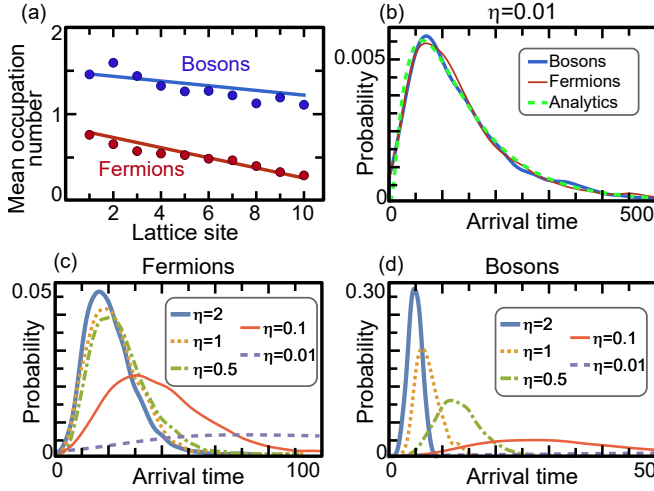 (a)
2
1
0
Mean occupation
number
Bosons
Fermions
2 4 6 8 10
Lattice site
(b)
η=0.01
0.005
0
Probability
Bosons
Fermions
Analytics
0 500
Arrival time
(c)
Fermions
0.05
0.00
Probability
η=2
η=1
η=0.5
η=0.1
η=0.01
0 100
Arrival time
(d)
Bosons
0.30
0.00
Probability
η=2
η=1
η=0.5
η=0.1
η=0.01
0 50
Arrival time